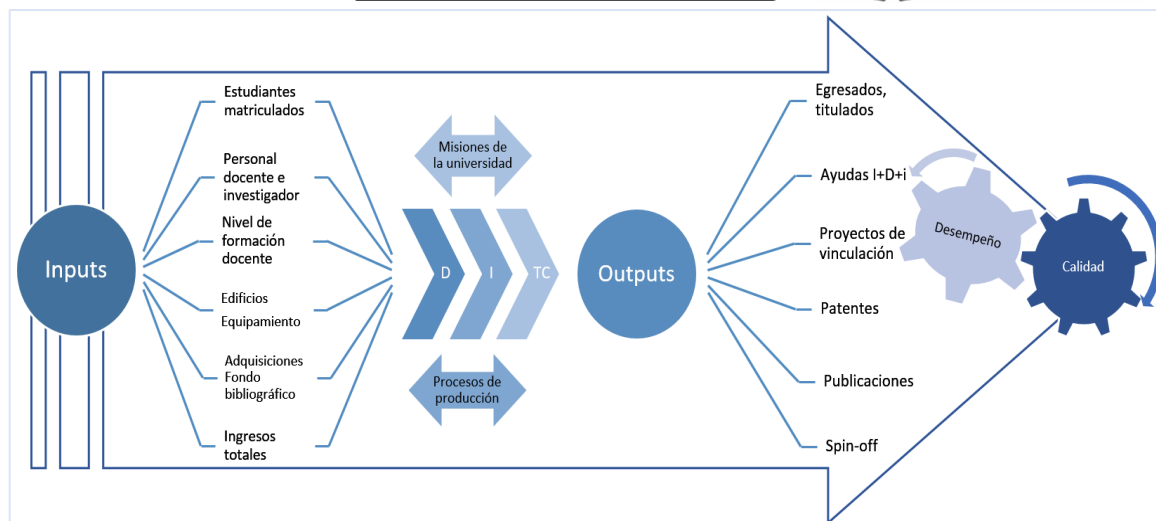 Inputs
Estudiantes
matriculados
Personal
docente e
investigador
Nivel de
formación
docente
Edificios
Equipamiento
Adquisiciones
Fondo
bibliográfico
Ingresos
totales
Misiones de
la universidad
D
I
TC
Procesos de
producción
Outputs
Egresados,
titulados
Ayudas I+D+i
Proyectos de
vinculación
Patentes
Publicaciones
Spin-off
Desempeño
Calidad